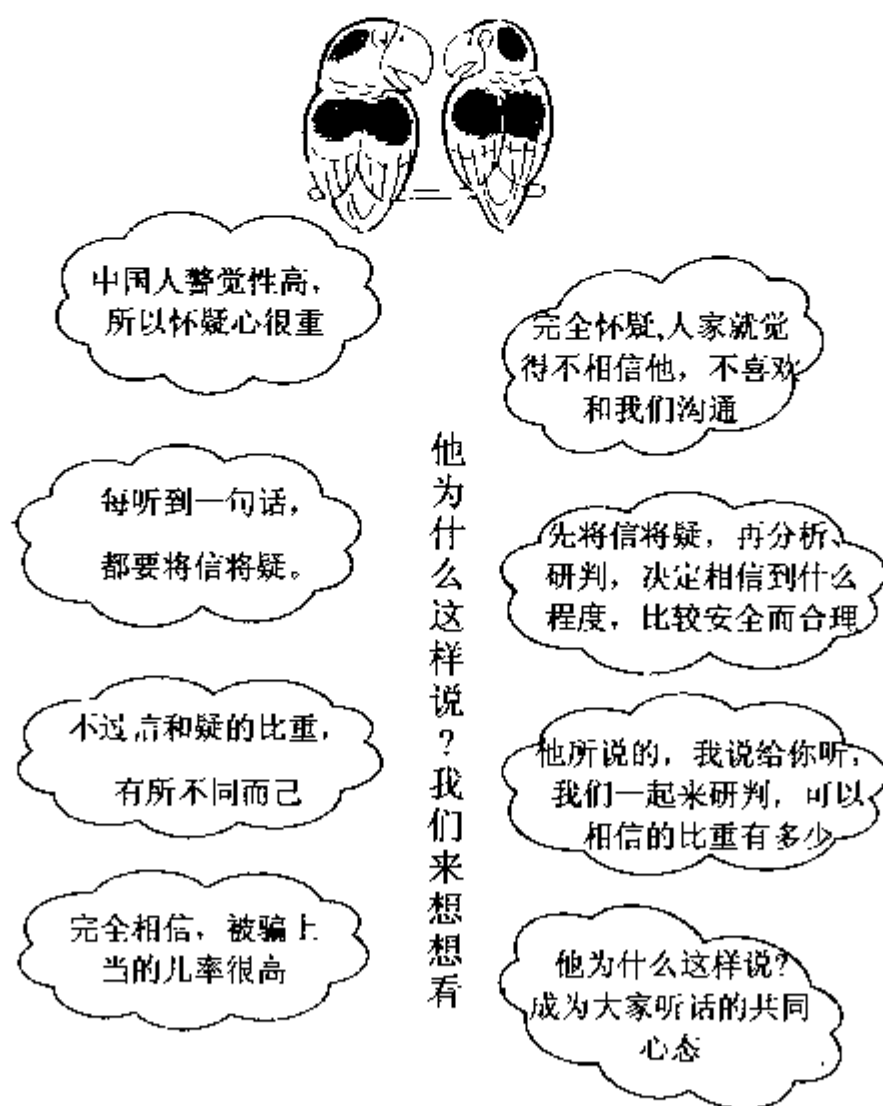 中国人警觉性高，
所以怀疑心很重
每听到一句话，
都要将信将疑。
不过信和疑的比重，
有所不同而己
完全相信，被骗上
当的几率很高
他为什么这样说？我们来想想看
完全怀疑，人家就觉
得不相信他，不喜欢
和我们沟通
先将信将疑，再分析、
研判，决定相信到什么
程度，比较安全而合理
他所说的，我说给你听，
我们一起来研判，可以
相信的比重有多少
他为什么这样说？
成为大家听话的共同
心态